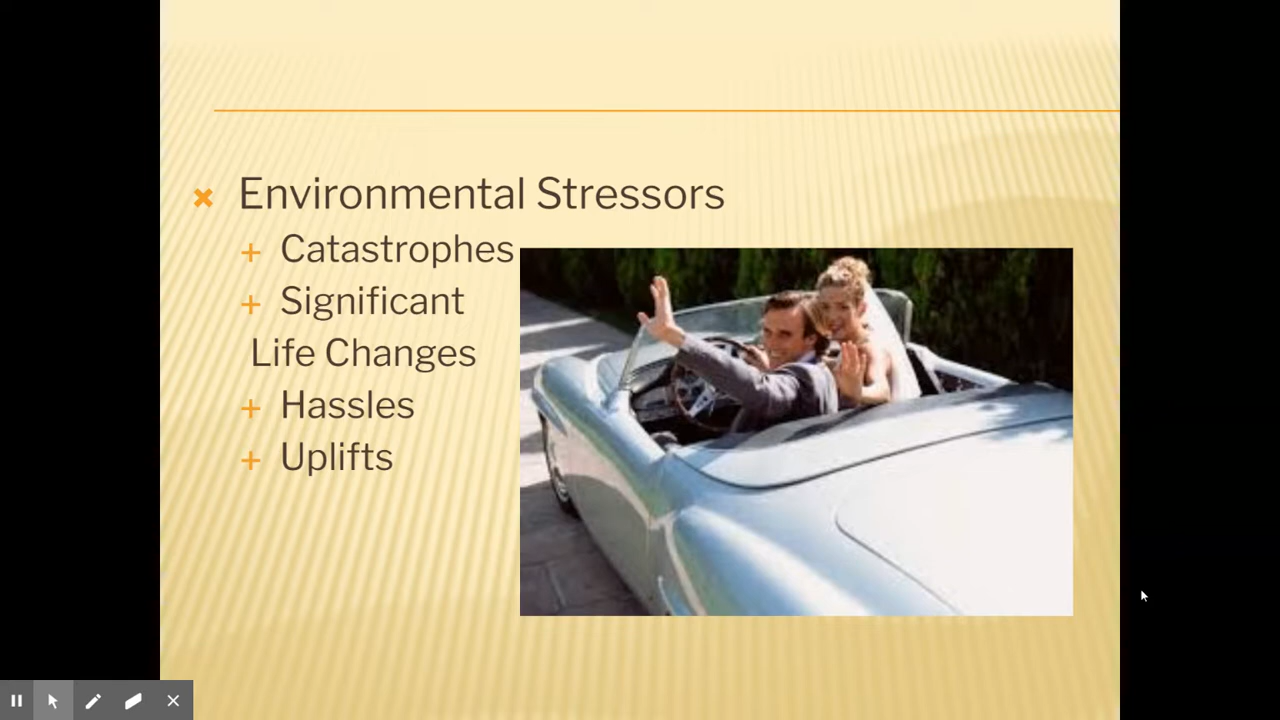 Environmental Stressors
Catastrophes
Significant
Life Changes
Hassles
Uplifts